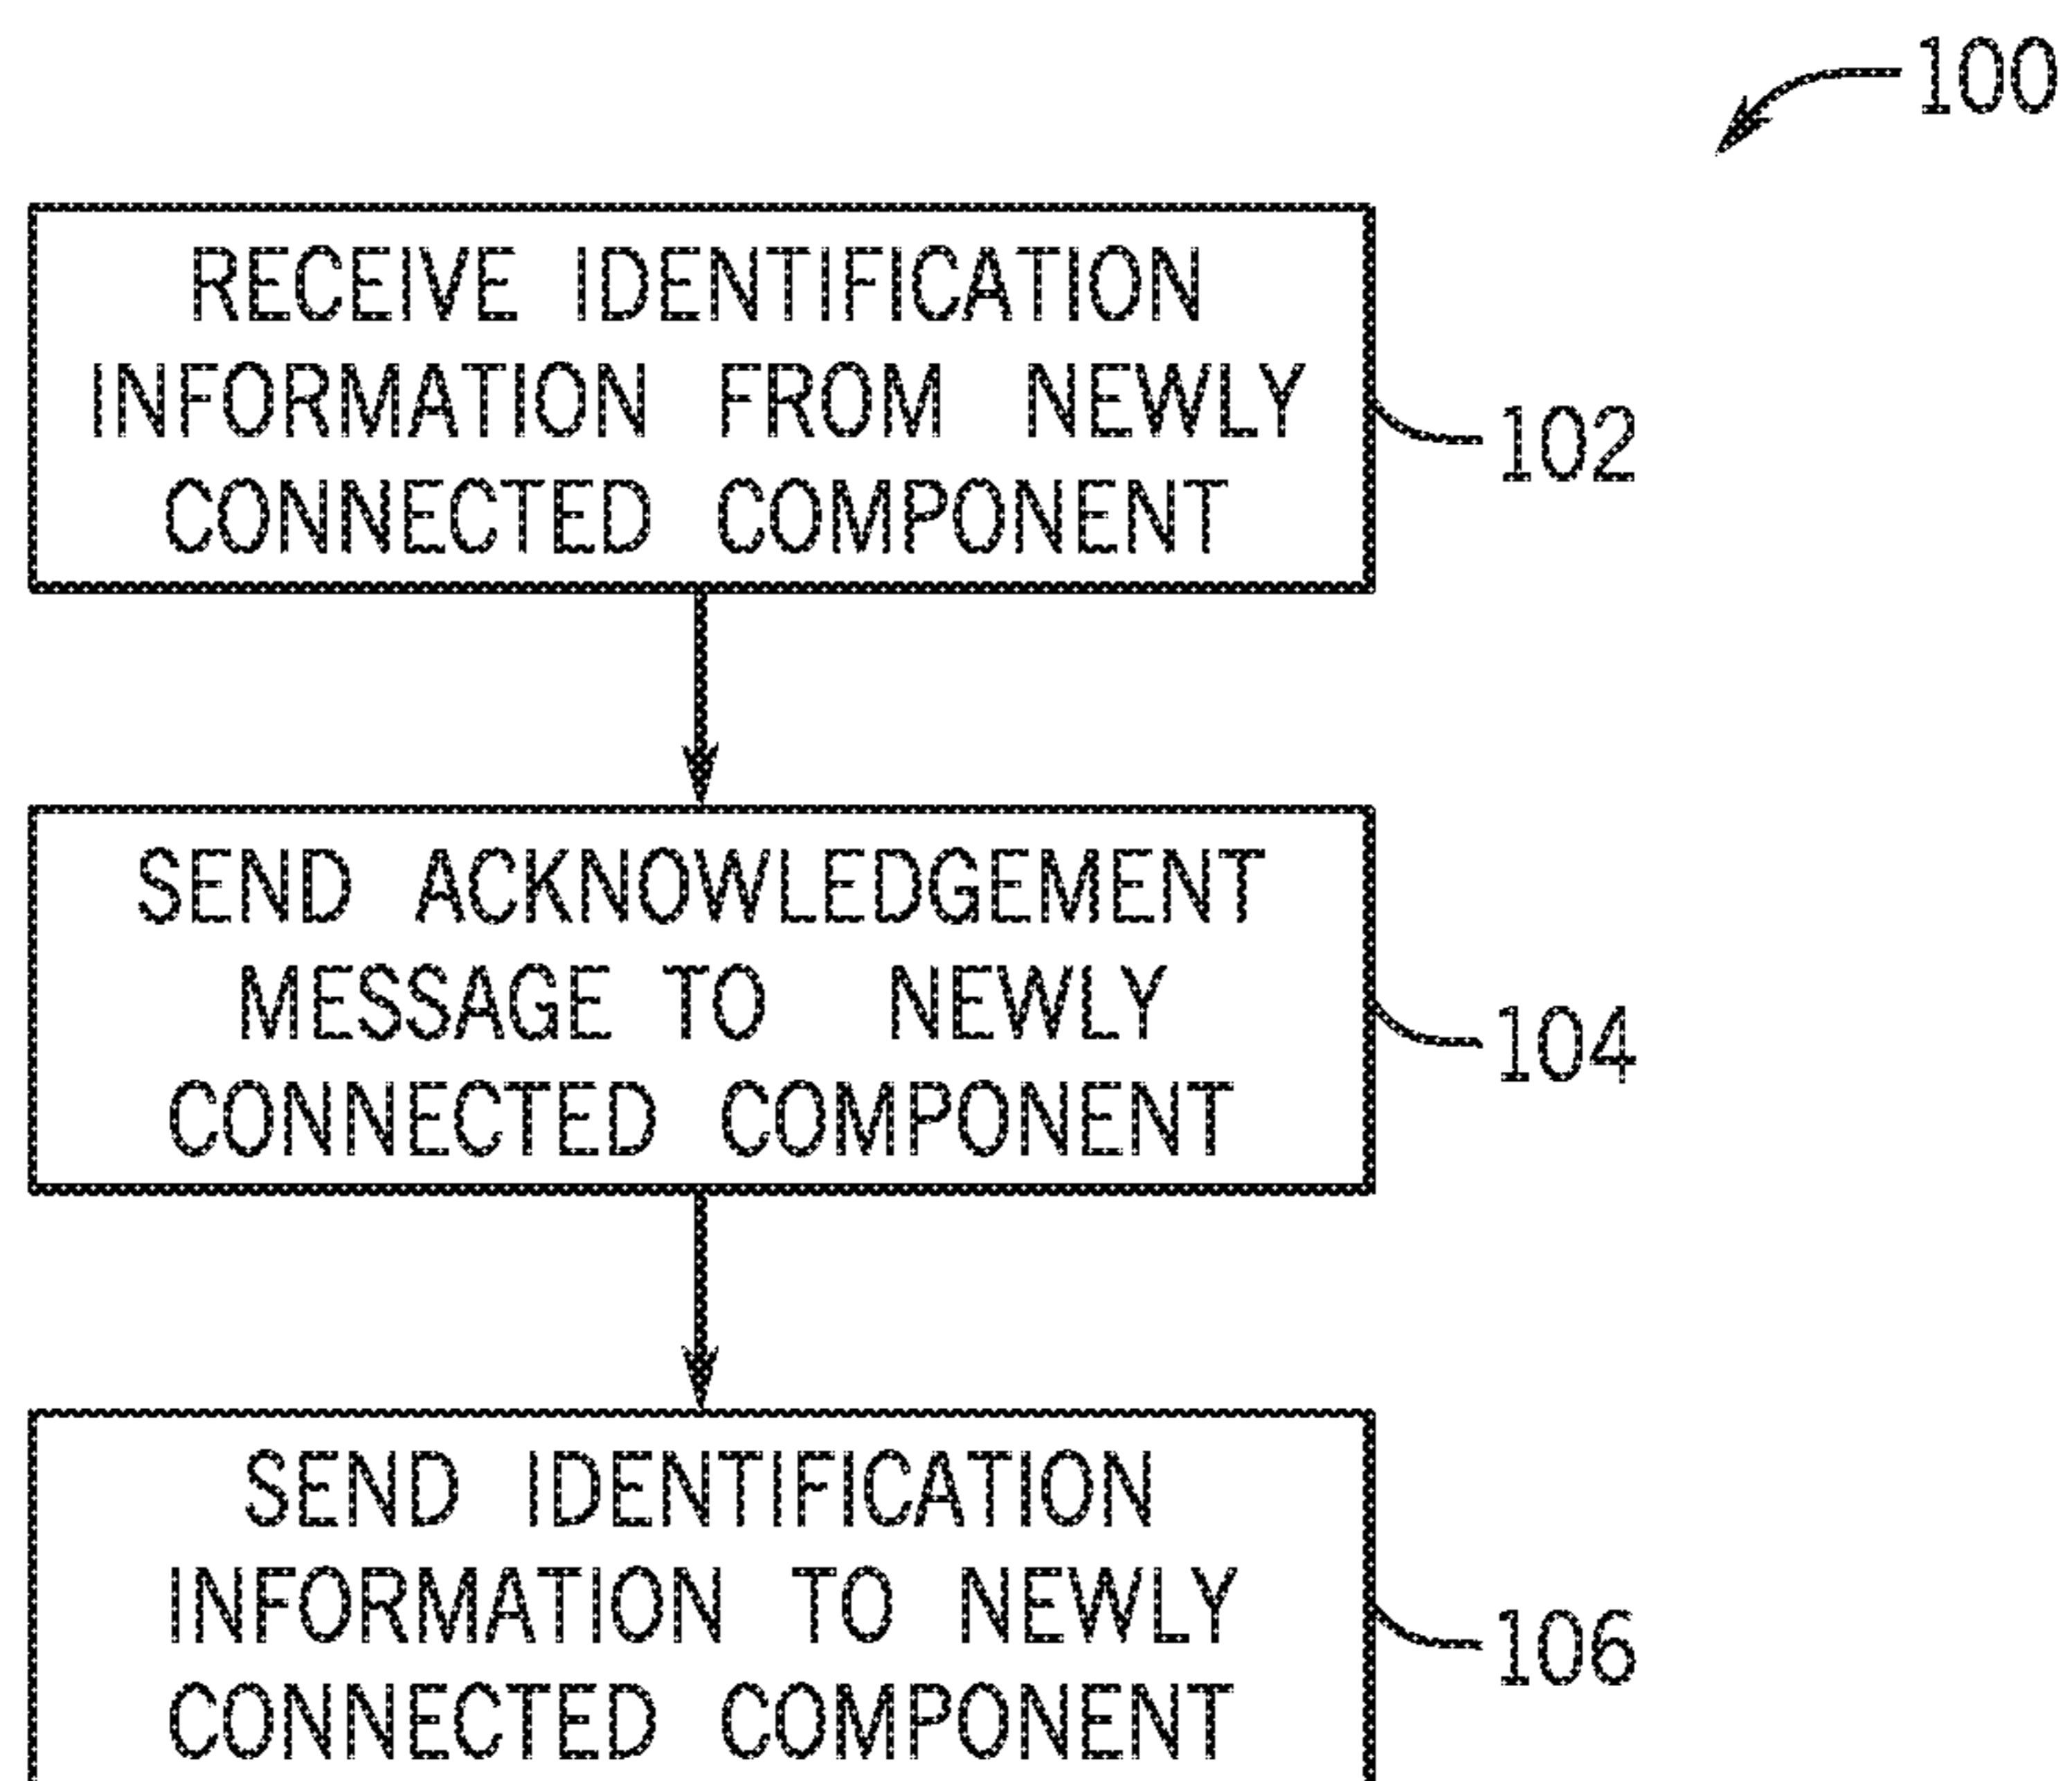 100
RECEIVE IDENTIFICATION
INFORMATION FROM NEWLY
CONNECTED COMPONENT
102
SEND ACKNOWLEDGEMENT
MESSAGE TO NEWLY
CONNECTED COMPONENT
104
SEND IDENTIFICATION
INFORMATION TO NEWLY
CONNECTED COMPONENT
106